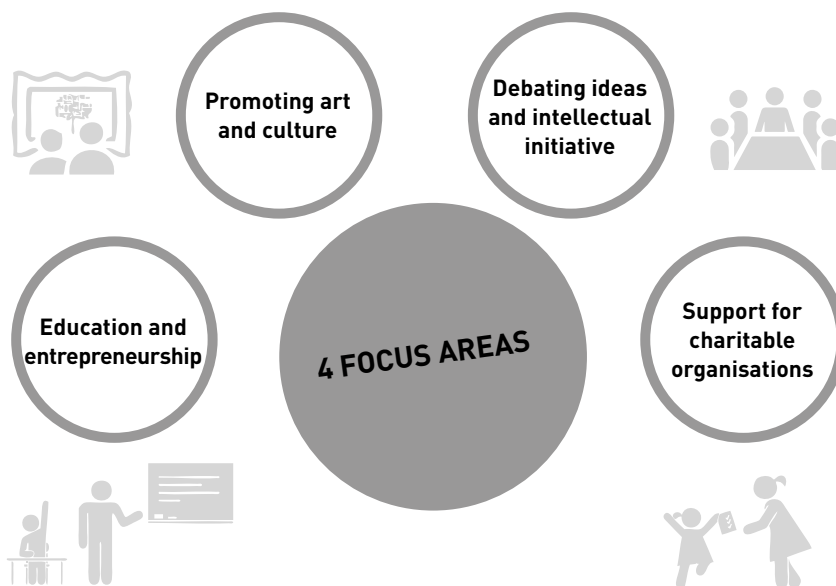 Promoting art
and culture
Debating ideas
and intellectual
initiative
Education and
entrepreneurship
4 FOCUS AREAS
Support for
charitable
organisations